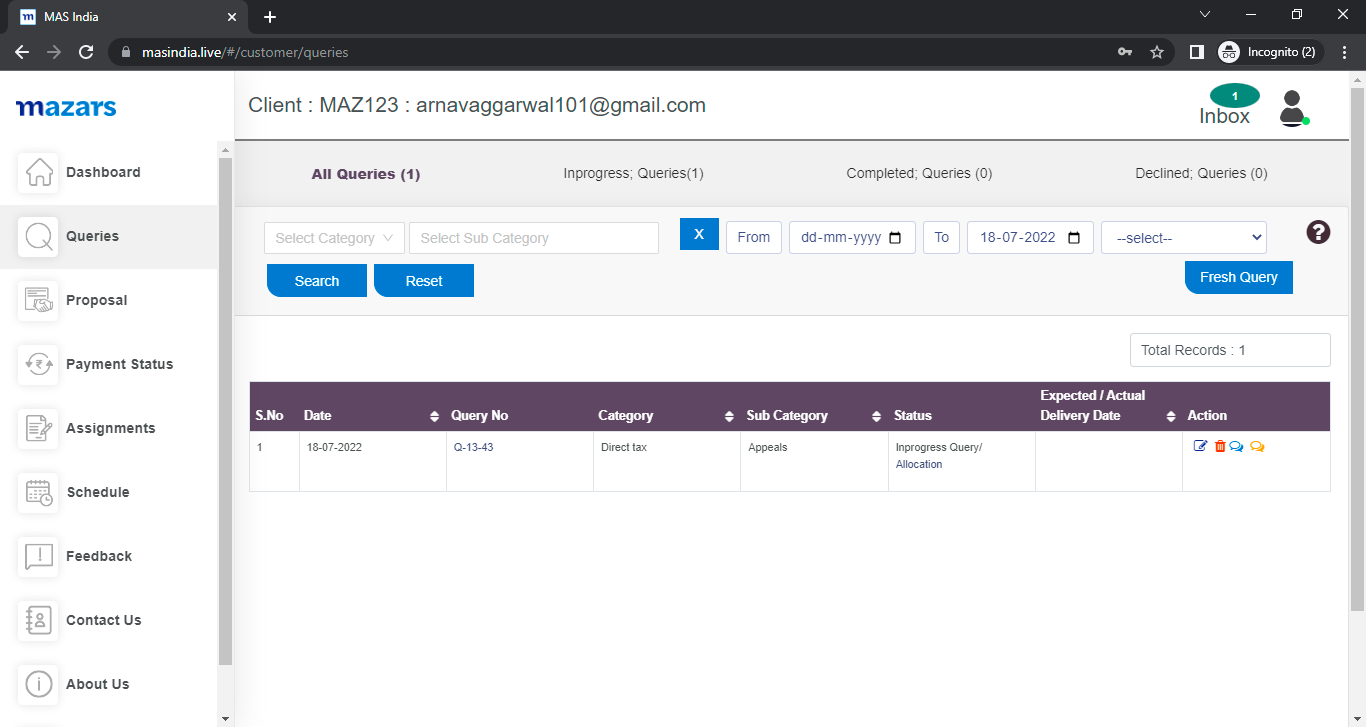 MAS India
masindia.live/#/customer/queries
Incognito (2)
mazars
Client : MAZ123 : arnavaggarwal101@gmail.com
1
Inbox
Dashboard
Queries
Proposal
Payment Status
Assignments
Schedule
Feedback
Contact Us
About Us
All Queries (1)
Inprogress; Queries(1)
Completed; Queries (0)
Declined; Queries (0)
Select Category
Select Sub Category
X
From
dd-mm-yyyy
To
18-07-2022
--select--
?
Search
Reset
Fresh Query
Total Records : 1
S.No Date Query No Category Sub Category Status Expected / Actual Delivery Date Action
1 18-07-2022 Q-13-43 Direct tax Appeals Inprogress Query/
Allocation